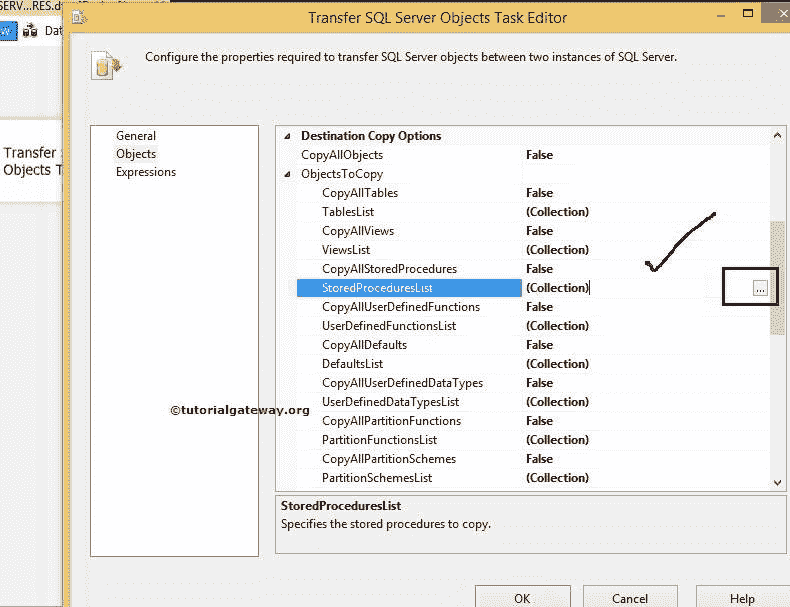 SERV...RES.d
Transfer SQL Server Objects Task Editor
w
Dat
Configure the properties required to transfer SQL Server objects between two instances of SQL Server.
Transfer
Objects T
General
Objects
Expressions
Destination Copy Options
CopyAllObjects False
ObjectsToCopy
CopyAllTables False
TablesList (Collection)
CopyAllViews False
ViewsList (Collection)
CopyAllStoredProcedures False
StoredProceduresList (Collection) ...
CopyAllUserDefinedFunctions False
UserDefinedFunctionsList (Collection)
CopyAllDefaults False
DefaultsList (Collection)
CopyAllUserDefinedDataTypes False
UserDefinedDataTypesList (Collection)
CopyAllPartitionFunctions False
PartitionFunctionsList (Collection)
CopyAllPartitionSchemes False
PartitionSchemesList (Collection)
©tutorialgateway.org
StoredProceduresList
Specifies the stored procedures to copy.
OK Cancel Help